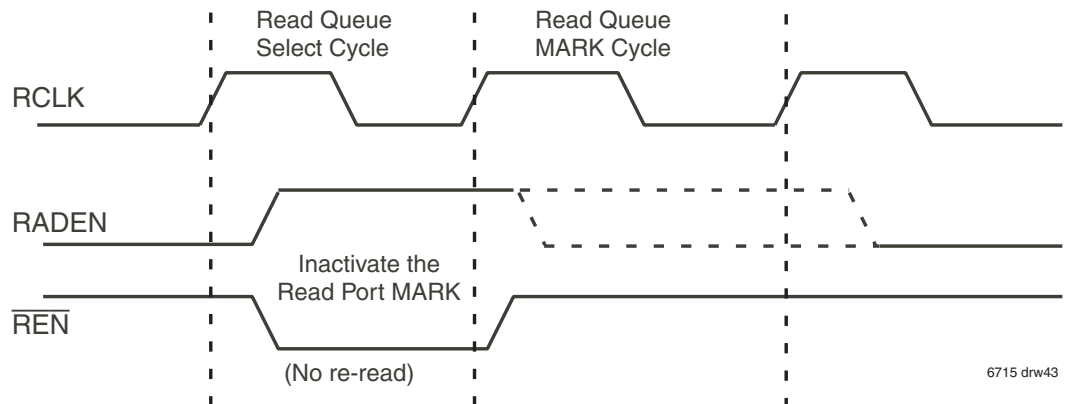 Read Queue
Select Cycle
Read Queue
MARK Cycle
RCLK
RADEN
Inactivate the
Read Port MARK
REN
(No re-read)
6715 drw43